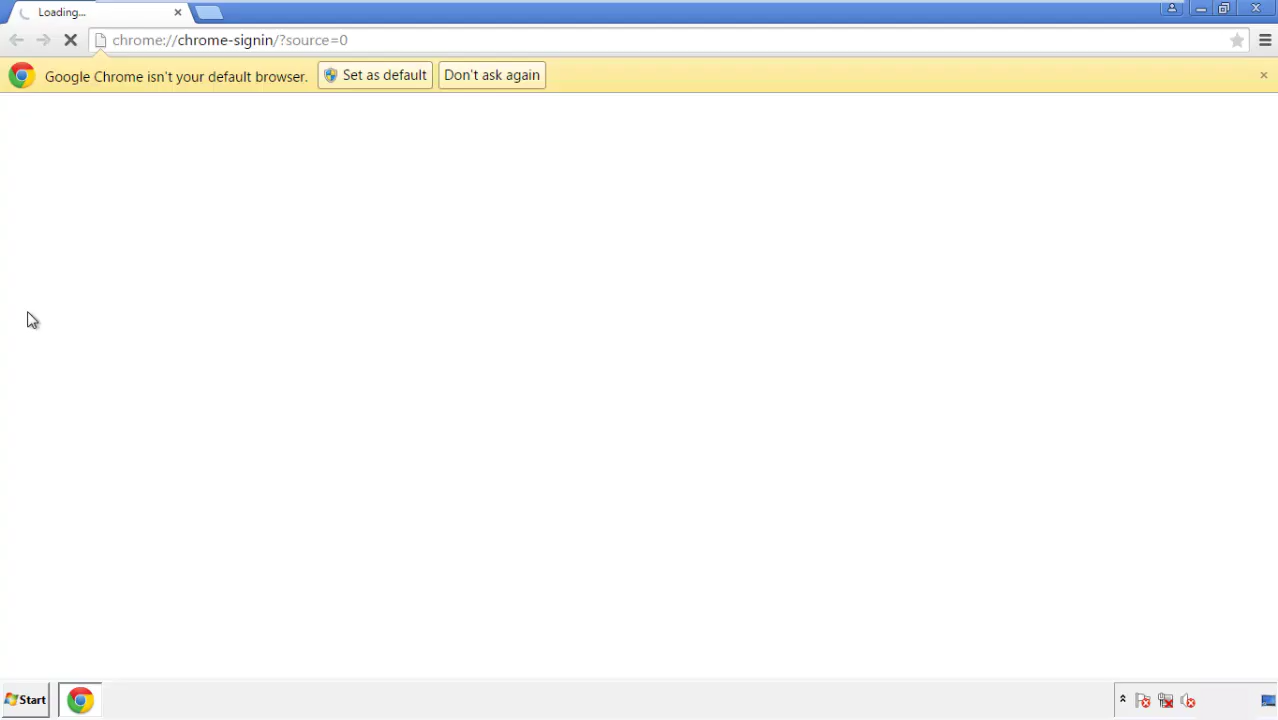 Loading...
chrome://chrome-signin/?source=0
Google Chrome isn't your default browser. Set as default Don't ask again
Start